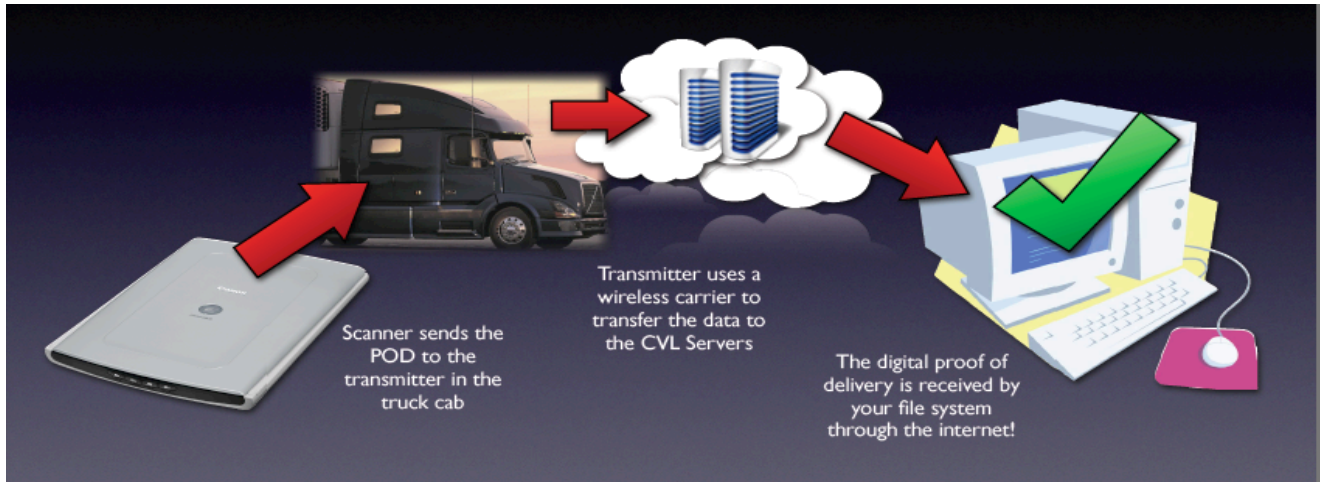 Canon
Scanner sends the
POD to the
transmitter in the
truck cab
Transmitter uses a
wireless carrier to
transfer the data to
the CVL Servers
The digital proof of
delivery is received by
your file system
through the internet!